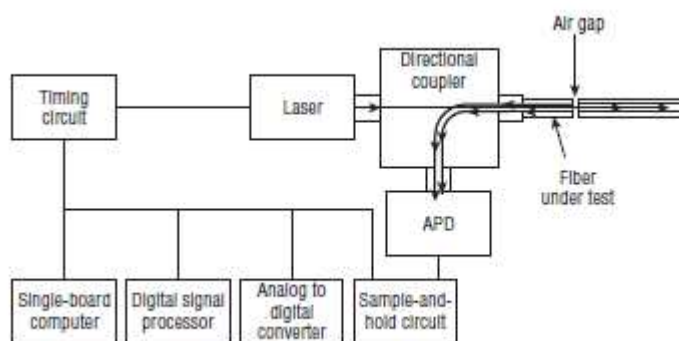 Air gap
Directional
coupler
Timing
circuit
Laser
Fiber
under test
APD
Single-board
computer
Digital signal
processor
Analog to
digital
converter
Sample-and-
hold circuit